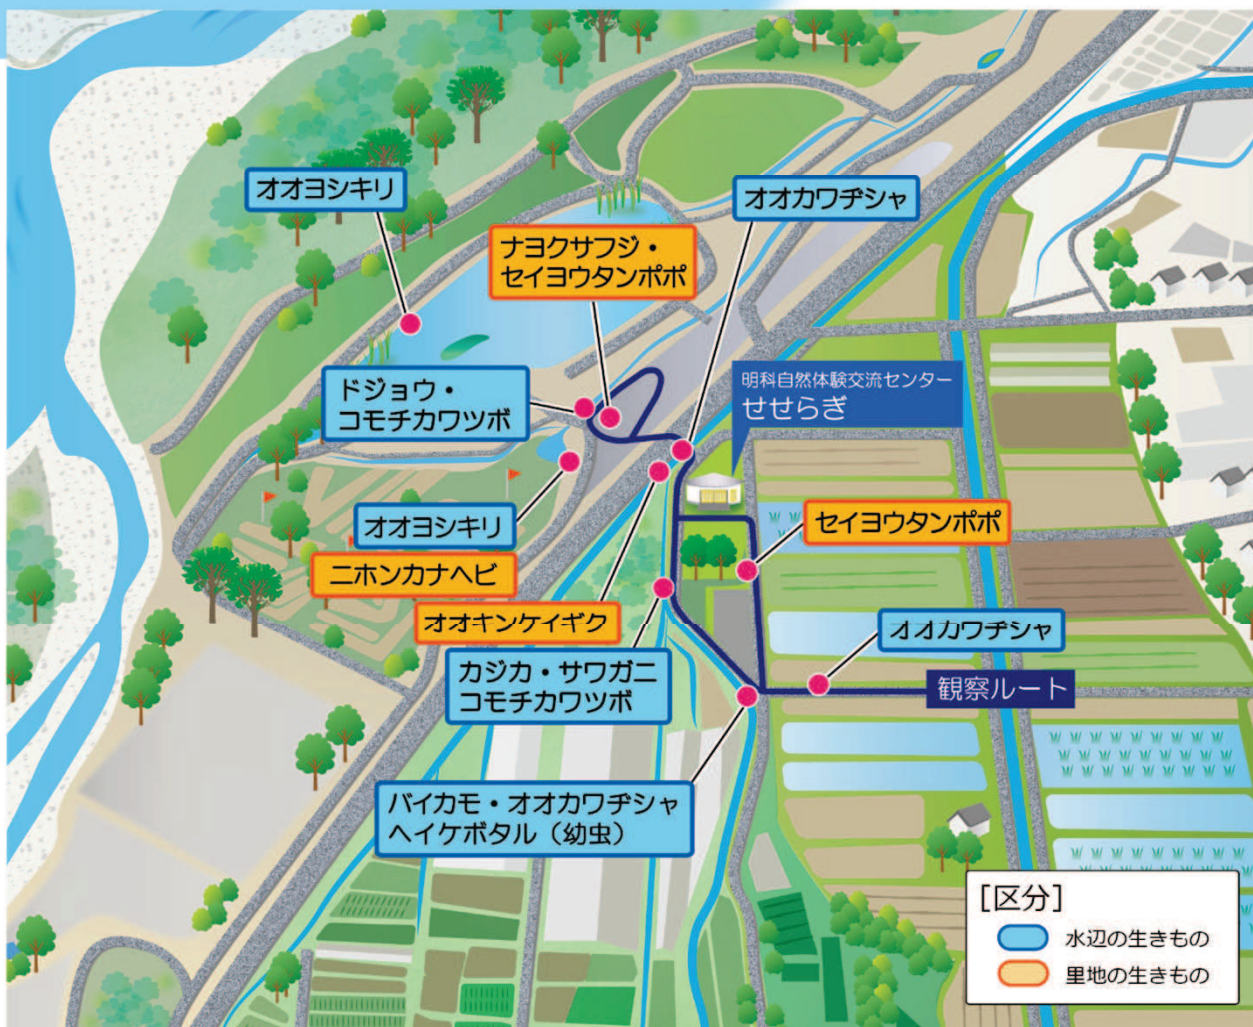 オオヨシキリ
オオカワヂシャ
ナヨクサフジ・
セイヨウタンポポ
ドジョウ・
コモチカワツボ
明科自然体験交流センター
せせらぎ
オオヨシキリ
セイヨウタンポポ
ニホンカナヘビ
オオキンケイギク
オオカワヂシャ
カジカ・サワガニ
コモチカワツボ
観察ルート
バイカモ・オオカワヂシャ
ヘイケボタル（幼虫）
［区分］
水辺の生きもの
里地の生きもの